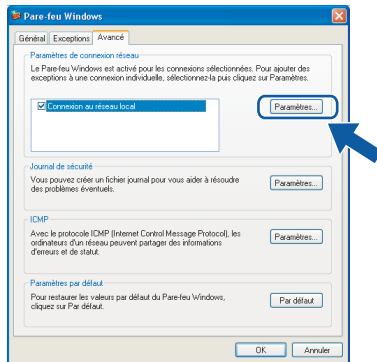 Pare-feu Windows
Général Exceptions Avancé
Paramètres de connexion réseau
Le Pare-feu Windows est activé pour les connexions sélectionnées. Pour ajouter des
exceptions à une connexion individuelle, sélectionnez-la puis cliquez sur Paramètres.
Connexion au réseau local
Paramètres...
Journal de sécurité
Vous pouvez créer un fichier journal pour vous aider à résoudre
des problèmes éventuels.
Paramètres...
ICMP
Avec le protocole ICMP (Internet Control Message Protocol), les
ordinateurs d'un réseau peuvent partager des informations
d'erreurs et de statut.
Paramètres...
Paramètres par défaut
Pour restaurer les valeurs par défaut du Pare-feu Windows,
cliquez sur Par défaut.
Par défaut
OK Annuler